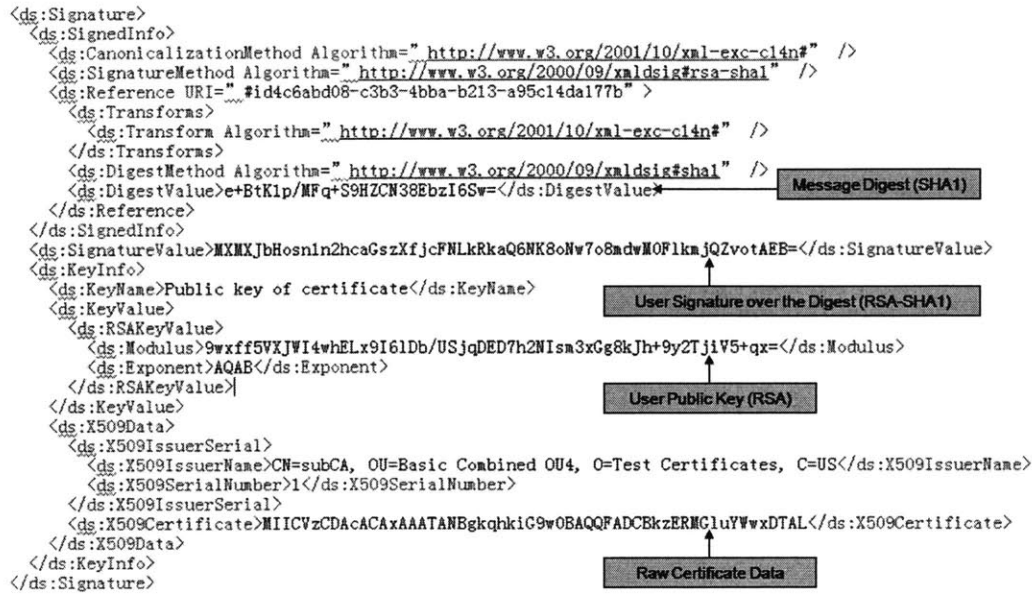 <ds:Signature>
<ds:SignedInfo>
<ds:CanonicalizationMethod Algorithm=" http://www.w3.org/2001/10/xml-exc-c14n#" />
<ds:SignatureMethod Algorithm=" http://www.w3.org/2000/09/xmldsig#rsa-sha1" />
<ds:Reference URI=" #id4c6abd08-c3b3-4bba-b213-a95c14da177b" >
<ds:Transforms>
<ds:Transform Algorithm=" http://www.w3.org/2001/10/xml-exc-c14n#" />
</ds:Transforms>
<ds:DigestMethod Algorithm=" http://www.w3.org/2000/09/xmldsig#sha1" />
<ds:DigestValue>e+BtK1p/MFq+S9HZCN38EbzI6Sw=</ds:DigestValue>
Message Digest (SHA1)
</ds:Reference>
</ds:SignedInfo>
<ds:SignatureValue>MXMXJbHosn1n2hcaGszXfjcFNLkRkaQ6NK8oNw7o8mdwM0FlkmjQZvotAEB=</ds:SignatureValue>
<ds:KeyInfo>
<ds:KeyName>Public key of certificate</ds:KeyName>
User Signature over the Digest (RSA-SHA1)
<ds:KeyValue>
<ds:RSAKeyValue>
<ds:Modulus>9wxff5VXJWI4whELx9I6lDb/USjqDED7h2NIsm3xGg8kJh+9y2TjiV5+qx=</ds:Modulus>
<ds:Exponent>AQAB</ds:Exponent>
</ds:RSAKeyValue>
User Public Key (RSA)
</ds:KeyValue>
<ds:X509Data>
<ds:X509IssuerSerial>
<ds:X509IssuerName>CN=subCA, OU=Basic Combined OU4, O=Test Certificates, C=US</ds:X509IssuerName>
<ds:X509SerialNumber>1</ds:X509SerialNumber>
</ds:X509IssuerSerial>
<ds:X509Certificate>MIICVzCDAcACAxAAATANBgkqhkiG9w0BAQQFADCBkzERMGluYWwxDTAL</ds:X509Certificate>
</ds:X509Data>
</ds:KeyInfo>
Raw Certificate Data
</ds:Signature>